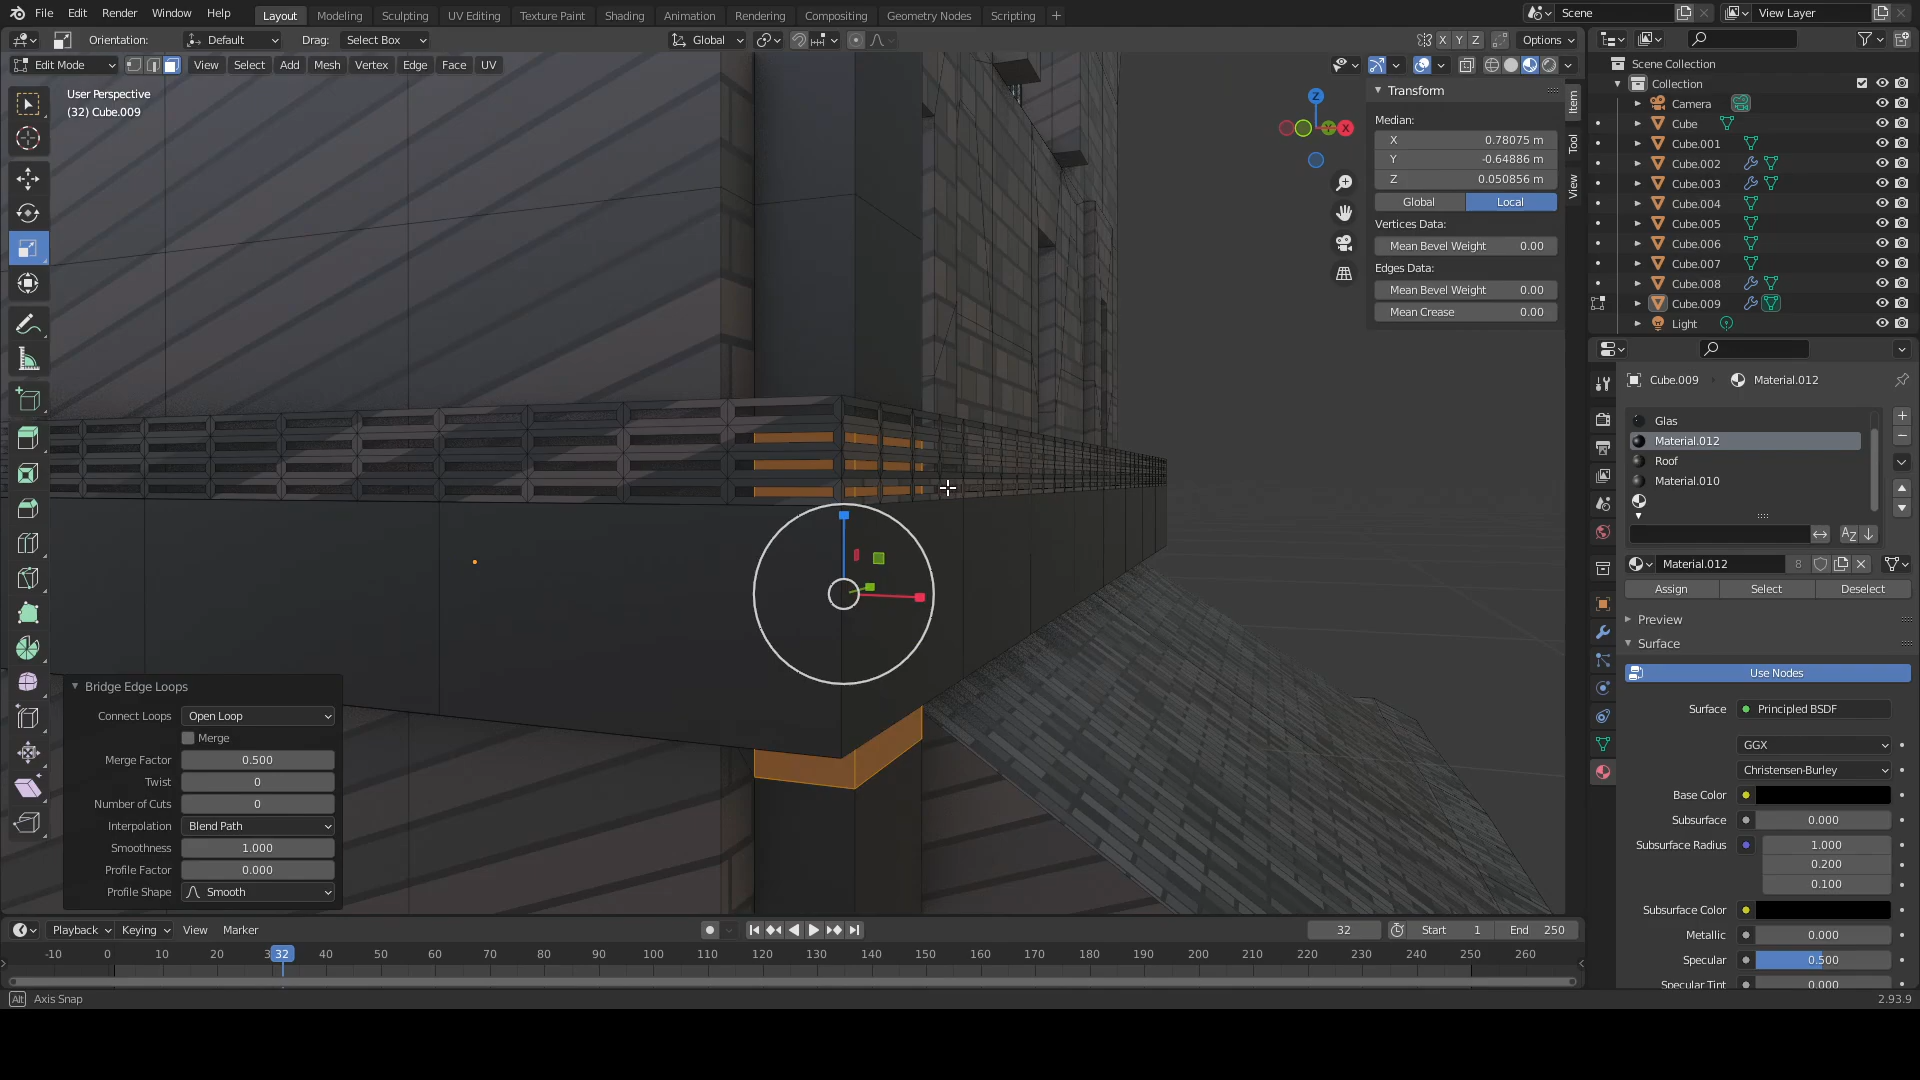 File Edit Render Window Help
Layout Modeling Sculpting UV Editing Texture Paint Shading Animation Rendering Compositing Geometry Nodes Scripting +
Scene
View Layer
Orientation: Default Drag: Select Box
Global
X Y Z Options
Edit Mode View Select Add Mesh Vertex Edge Face UV
User Perspective
(32) Cube.009
Z
X
Y
Transform
Median:
X 0.78075 m
Y -0.64886 m
Z 0.050856 m
Global Local
Vertices Data:
Mean Bevel Weight 0.00
Edges Data:
Mean Bevel Weight 0.00
Mean Crease 0.00
Item
Tool
View
Scene Collection
Collection
Camera
Cube
Cube.001
Cube.002
Cube.003
Cube.004
Cube.005
Cube.006
Cube.007
Cube.008
Cube.009
Light
Cube.009 Material.012
Glas
Material.012
Roof
Material.010
Material.012 8
Assign Select Deselect
Preview
Surface
Use Nodes
Surface Principled BSDF
GGX
Christensen-Burley
Base Color
Subsurface 0.000
Subsurface Radius 1.000
0.200
0.100
Subsurface Color
Metallic 0.000
Specular 0.500
Specular Tint 0.000
Bridge Edge Loops
Connect Loops Open Loop
Merge
Merge Factor 0.500
Twist 0
Number of Cuts 0
Interpolation Blend Path
Smoothness 1.000
Profile Factor 0.000
Profile Shape Smooth
Playback Keying View Marker
32 Start 1 End 250
-10 0 10 20 3 32 40 50 60 70 80 90 100 110 120 130 140 150 160 170 180 190 200 210 220 230 240 250 260
Alt Axis Snap
2.93.9